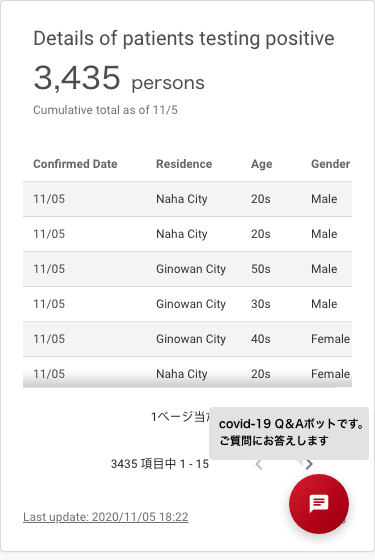 Details of patients testing positive
3,435 persons
Cumulative total as of 11/5
Confirmed Date Residence Age Gender
11/05 Naha City 20s Male
11/05 Naha City 20s Male
11/05 Ginowan City 50s Male
11/05 Ginowan City 30s Male
11/05 Ginowan City 40s Female
11/05 Naha City 20s Female
1ページ当
covid-19 Q&Aボットです。
ご質問にお答えします
3435 項目中 1 - 15
Last update: 2020/11/05 18:22